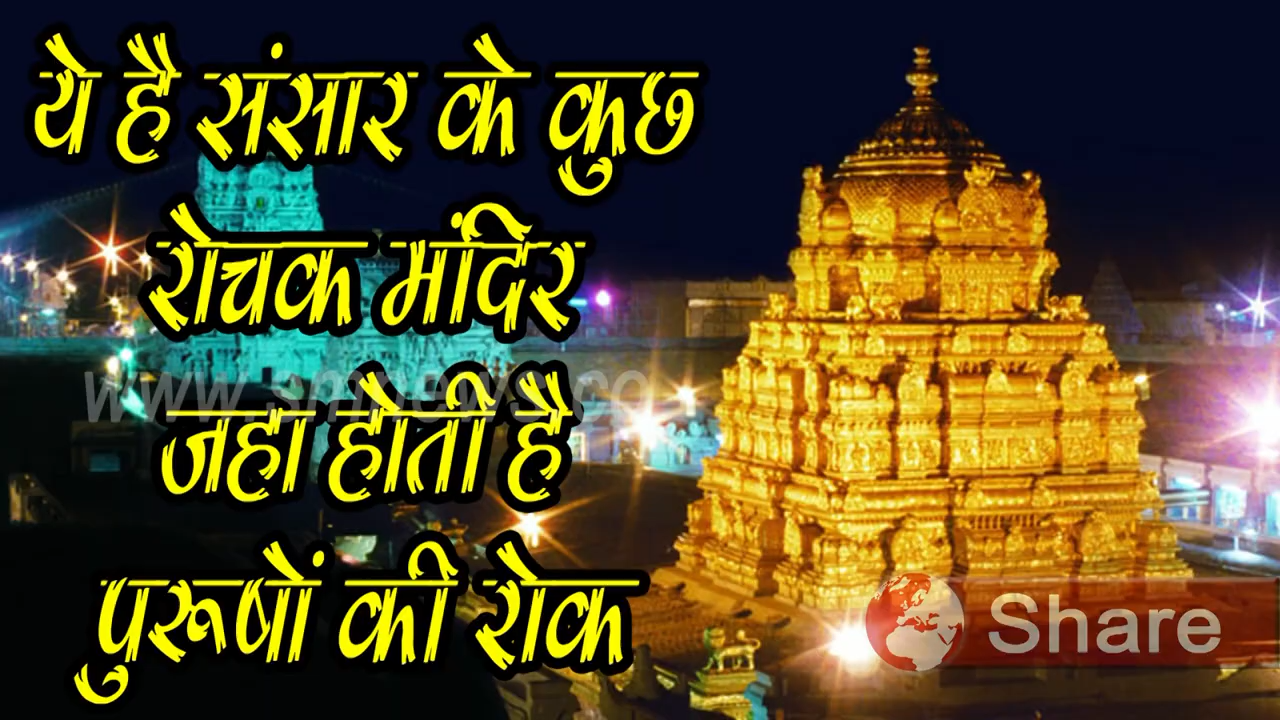 ये है संसार के कुछ
रोचक मंदिर
जहा होती है
पुरूषों की रोक
Share